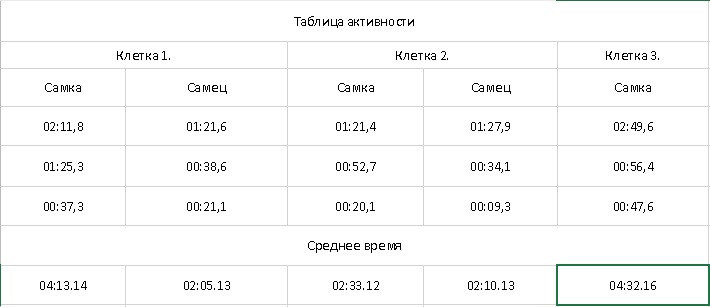 Таблица активности
Клетка 1. Клетка 2. Клетка 3.
Самка Самец Самка Самец Самка
02:11,8 01:21,6 01:21,4 01:27,9 02:49,6
01:25,3 00:38,6 00:52,7 00:34,1 00:56,4
00:37,3 00:21,1 00:20,1 00:09,3 00:47,6
Среднее время
04:13.14 02:05.13 02:33.12 02:10.13 04:32.16